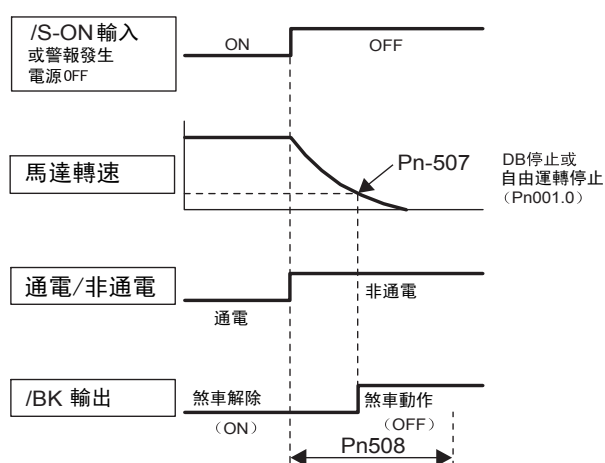 /S-ON 輸入
或警報發生
電源OFF
ON
OFF
馬達轉速
Pn-507
DB停止或
自由運轉停止
（Pn001.0）
通電/非通電
通電
非通電
/BK 輸出
煞車解除
（ON）
煞車動作
（OFF）
Pn508